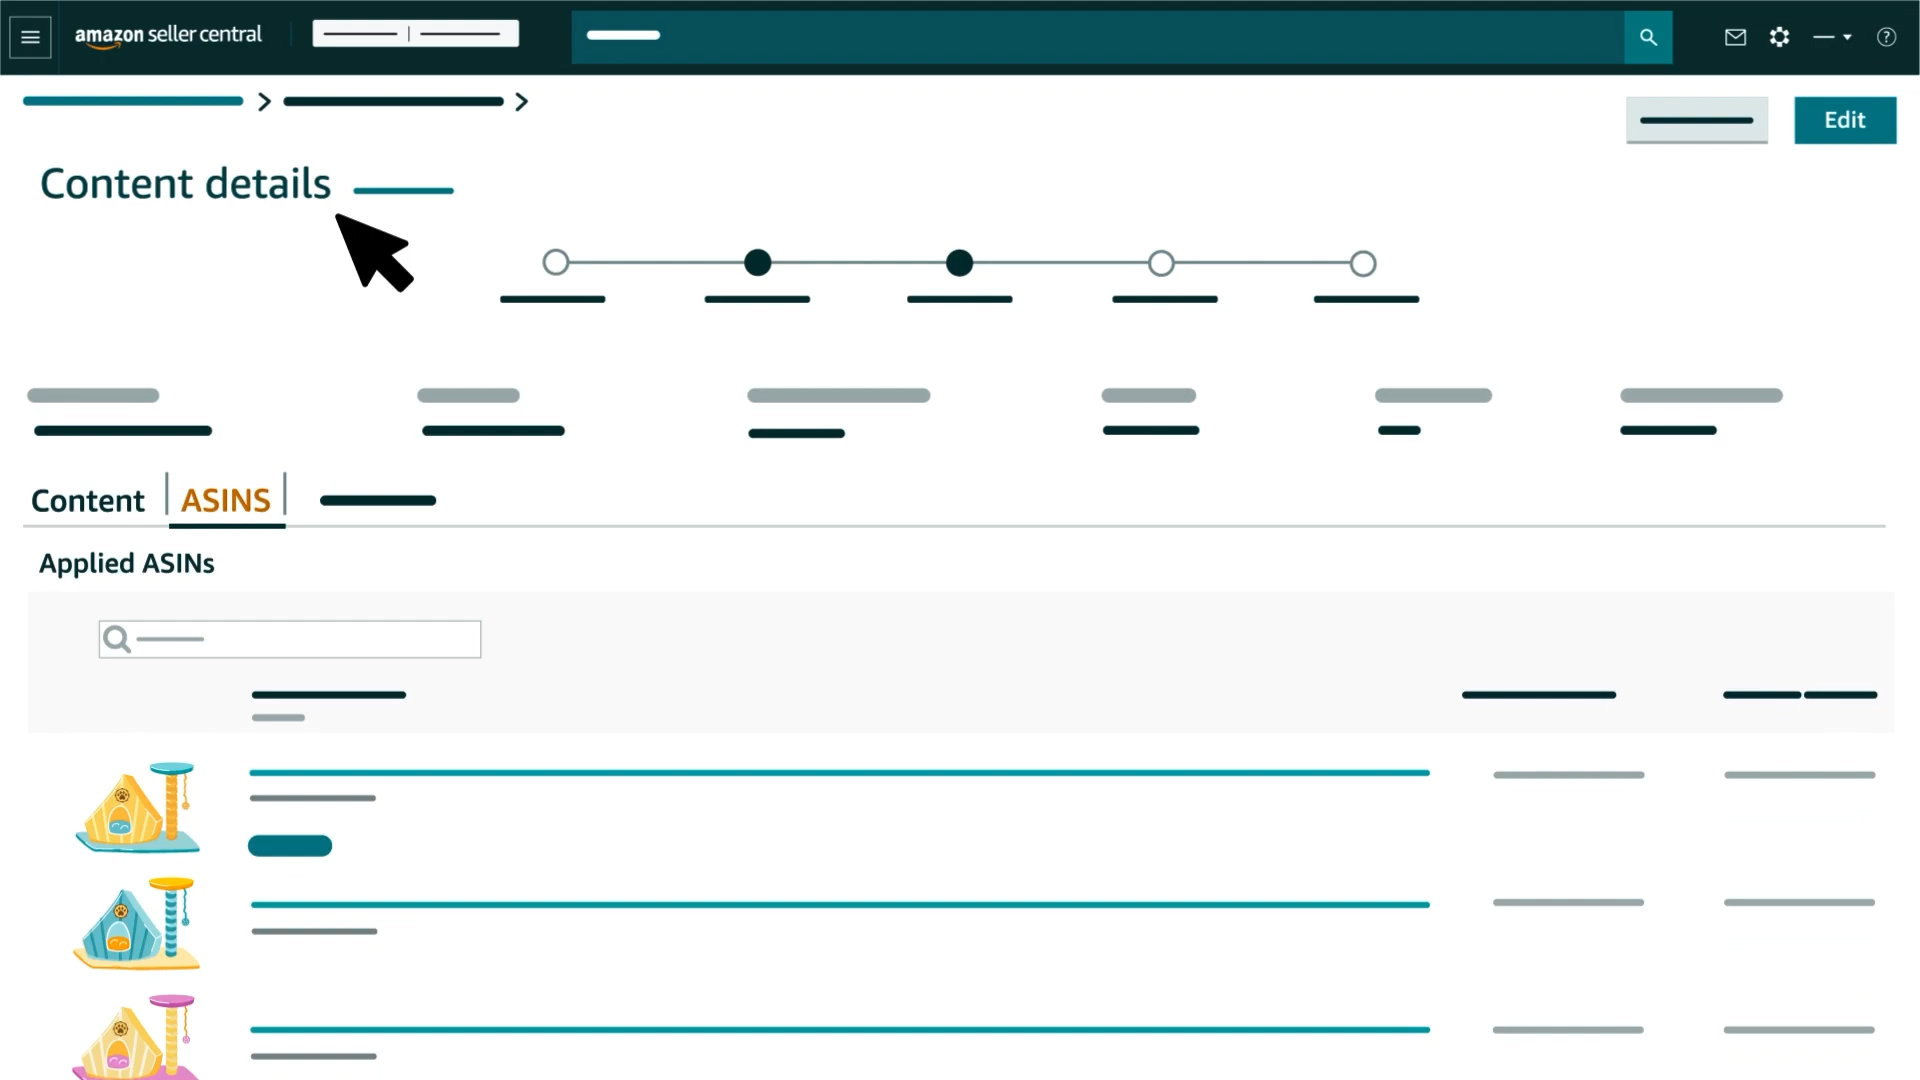 amazon seller central
Edit
Content details
Content
ASINS
Applied ASINs